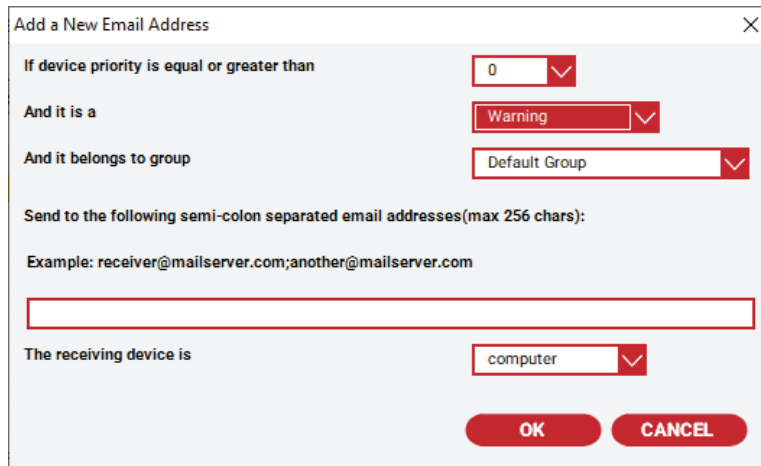 Add a New Email Address
If device priority is equal or greater than 0
And it is a Warning
And it belongs to group Default Group
Send to the following semi-colon separated email addresses(max 256 chars):
Example: receiver@mailserver.com;another@mailserver.com
The receiving device is computer
OK CANCEL